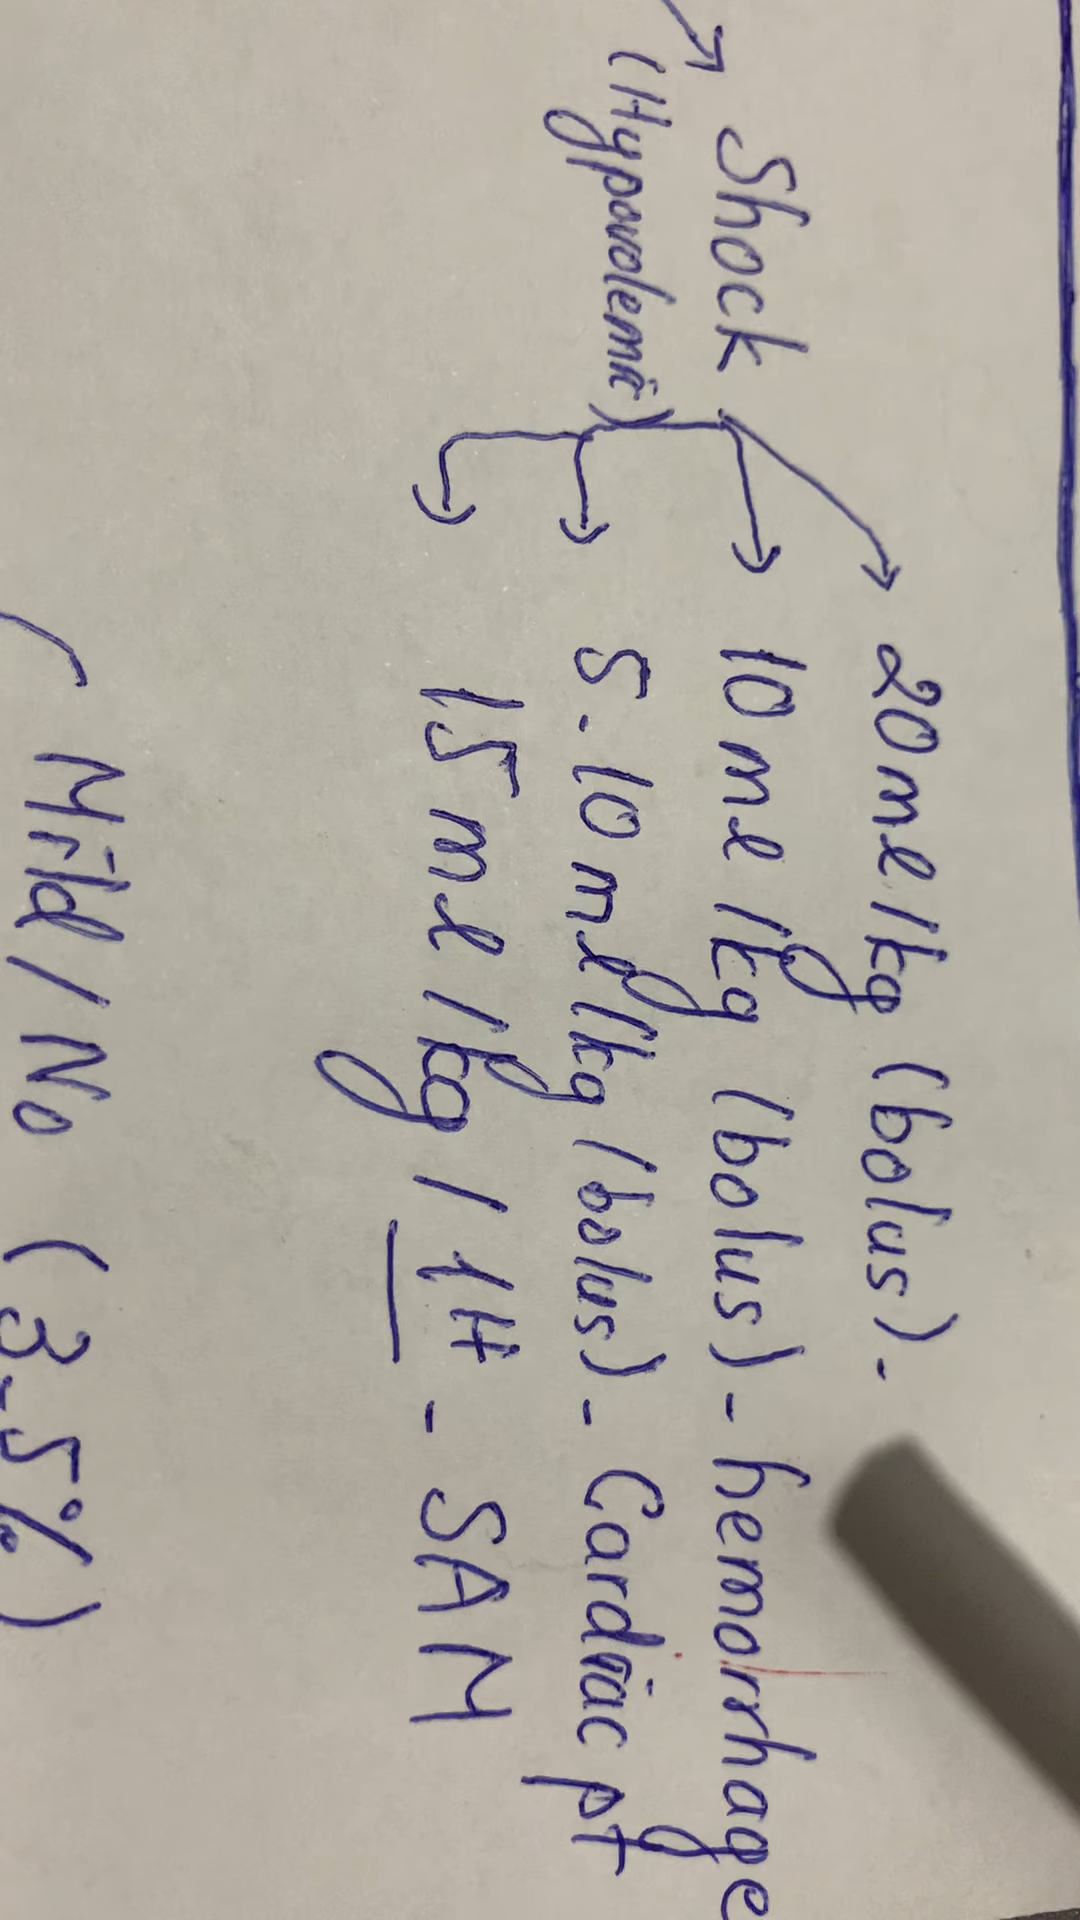 20 ml/kg (bolus) -
Shock → 10 ml/kg (bolus) - hemorrhage
(Hypovolemic) → 5-10 ml/kg (bolus) - Cardiac pt
→ 15 ml/kg / 1H - SAM
Mild/No (3-5%)